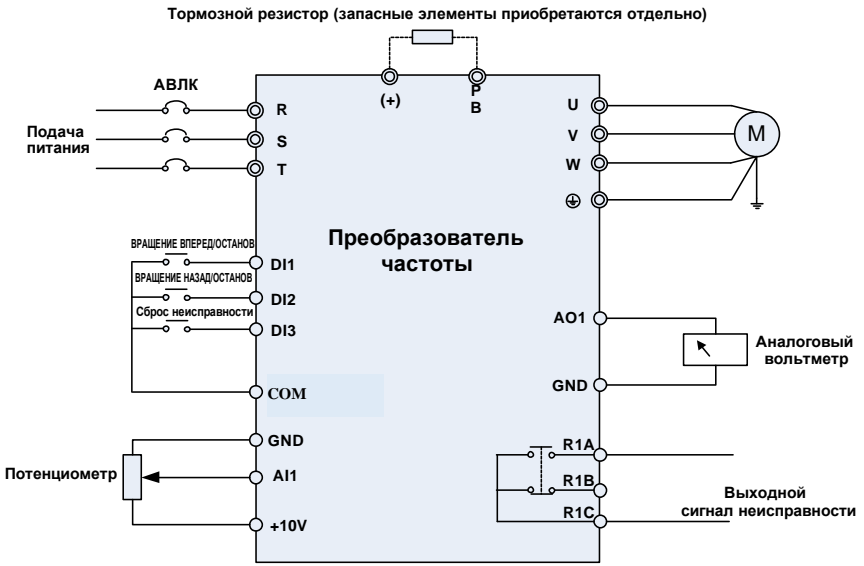 Тормозной резистор (запасные элементы приобретаются отдельно)
АВЛК
(+)
P
B
R
S
T
Подача
питания
U
V
W
M
Преобразователь
частоты
ВРАЩЕНИЕ ВПЕРЕД/ОСТАНОВ
DI1
ВРАЩЕНИЕ НАЗАД/ОСТАНОВ
DI2
Сброс неисправности
DI3
COM
AO1
GND
Аналоговый
вольтметр
GND
Потенциометр
AI1
+10V
R1A
R1B
R1C
Выходной
сигнал неисправности